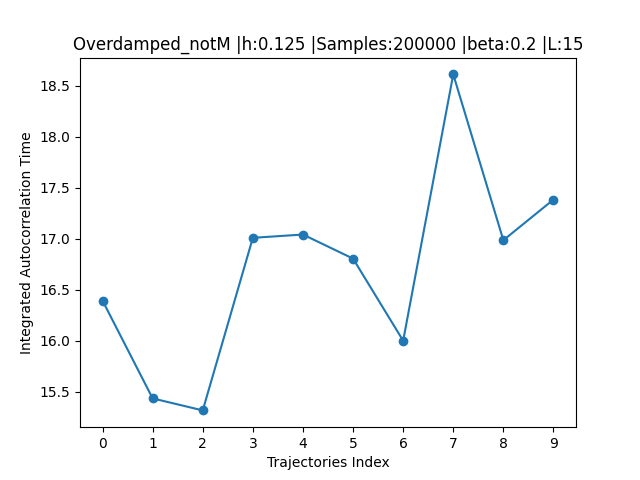 Overdamped_notM |h:0.125 |Samples:200000 |beta:0.2 |L:15
Integrated Autocorrelation Time
18.5
18.0
17.5
17.0
16.5
16.0
15.5
0 1 2 3 4 5 6 7 8 9
Trajectories Index